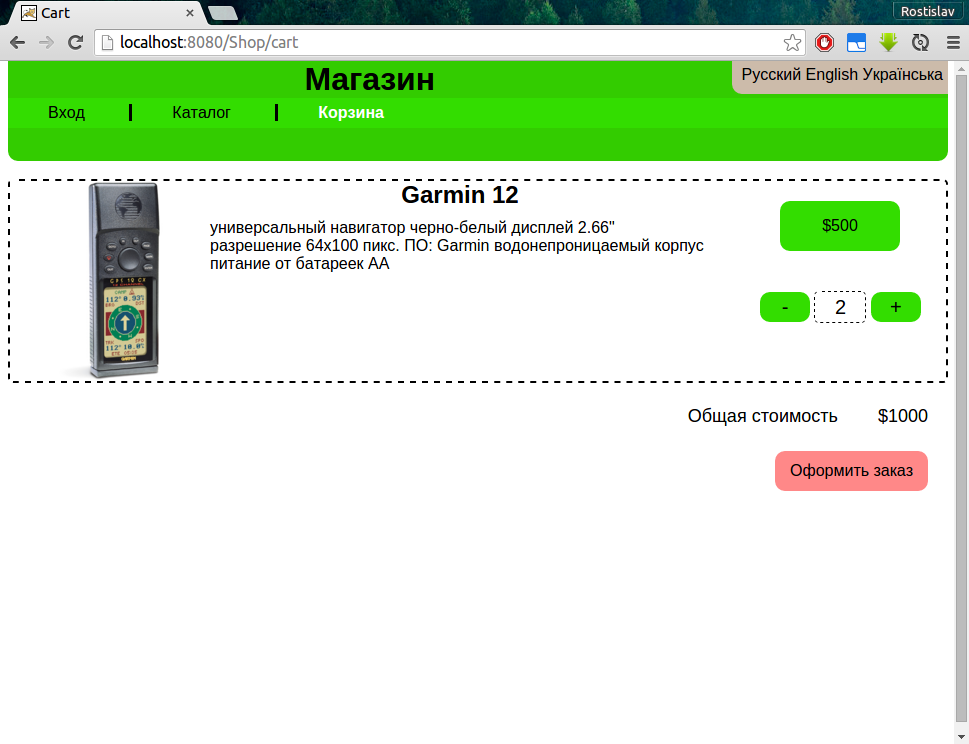 Cart
Rostislav
localhost:8080/Shop/cart
Магазин
Русский English Українська
Вход
Каталог
Корзина
Garmin 12
универсальный навигатор черно-белый дисплей 2.66"
разрешение 64x100 пикс. ПО: Garmin водонепроницаемый корпус
питание от батареек АА
$500
- 2 +
Общая стоимость $1000
Оформить заказ